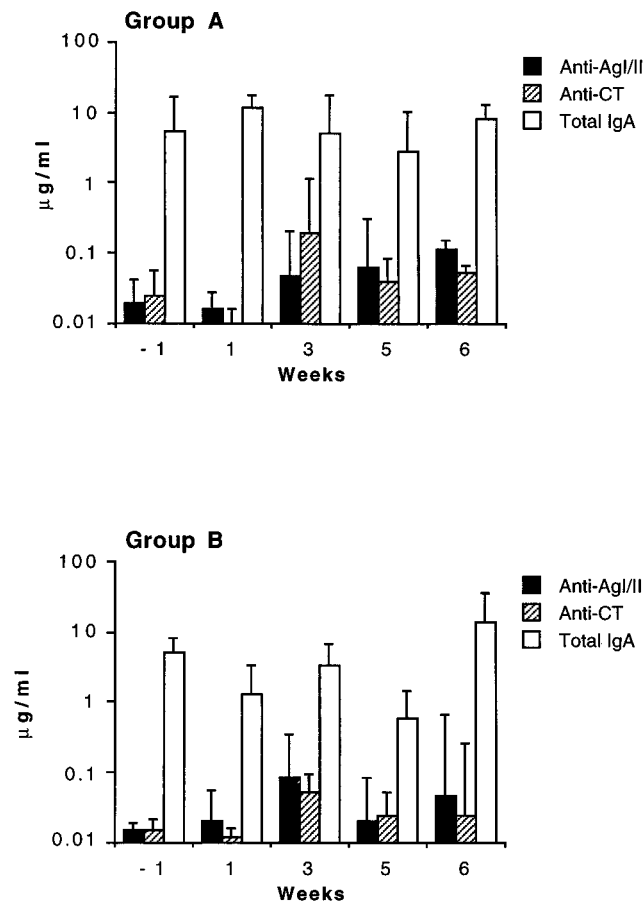 Group A
100
10
1
0.1
0.01
µg/ml
- 1 1 3 5 6
Weeks
Anti-AgI/II
Anti-CT
Total IgA
Group B
100
10
1
0.1
0.01
µg/ml
- 1 1 3 5 6
Weeks
Anti-AgI/II
Anti-CT
Total IgA